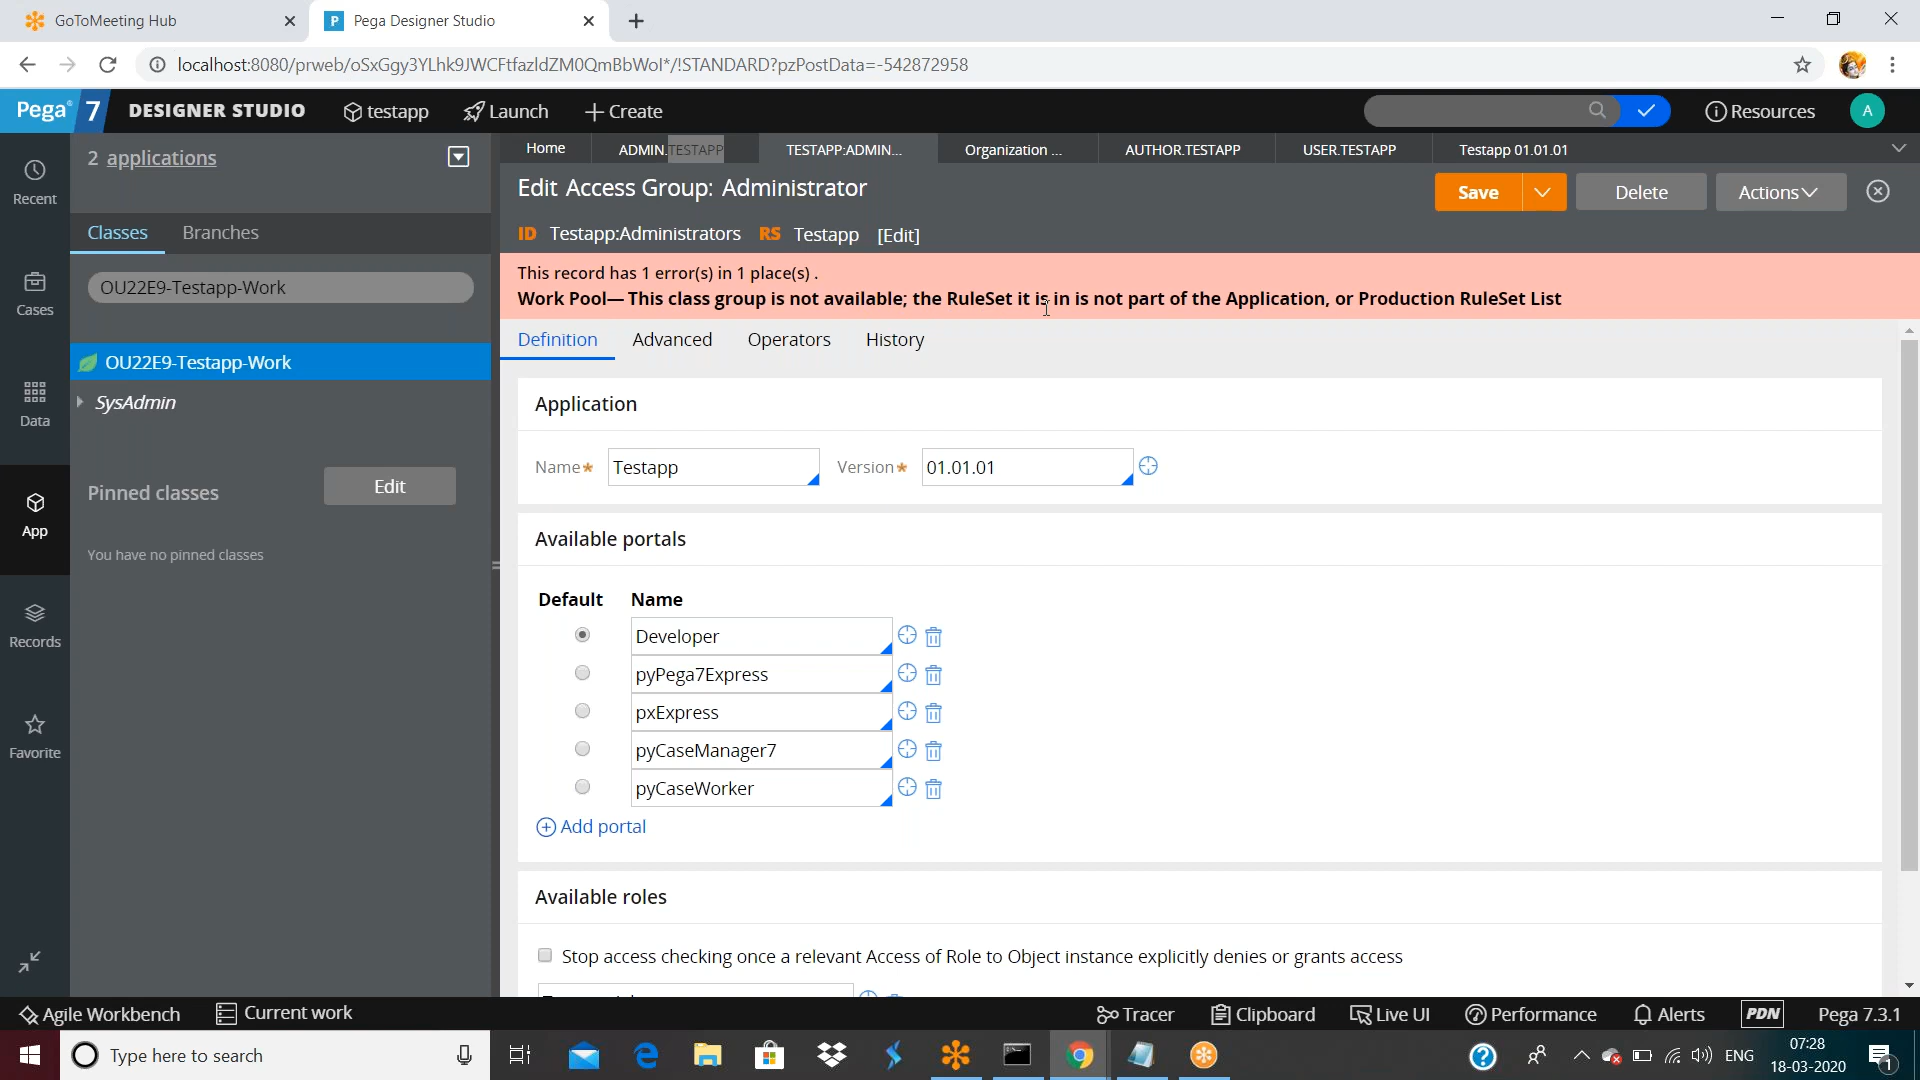 GoToMeeting Hub
Pega Designer Studio
localhost:8080/prweb/oSxGgy3YLhk9JWCFtfazldZM0QmBbWoI*/!STANDARD?pzPostData=-542872958
Pega 7 DESIGNER STUDIO testapp Launch Create Resources A
2 applications
Home ADMIN.TESTAPP TESTAPP:ADMIN... Organization ... AUTHOR.TESTAPP USER.TESTAPP Testapp 01.01.01
Edit Access Group: Administrator
Save Delete Actions
ID Testapp:Administrators RS Testapp [Edit]
This record has 1 error(s) in 1 place(s) .
Work Pool— This class group is not available; the RuleSet it is in is not part of the Application, or Production RuleSet List
Definition Advanced Operators History
Recent
Cases
Data
App
Records
Favorite
Classes Branches
OU22E9-Testapp-Work
OU22E9-Testapp-Work
SysAdmin
Pinned classes Edit
You have no pinned classes
Application
Name* Testapp Version* 01.01.01
Available portals
Default Name
Developer
pyPega7Express
pxExpress
pyCaseManager7
pyCaseWorker
Add portal
Available roles
Stop access checking once a relevant Access of Role to Object instance explicitly denies or grants access
Agile Workbench Current work Tracer Clipboard Live UI Performance Alerts PDN Pega 7.3.1
Type here to search
ENG
07:28
18-03-2020
1